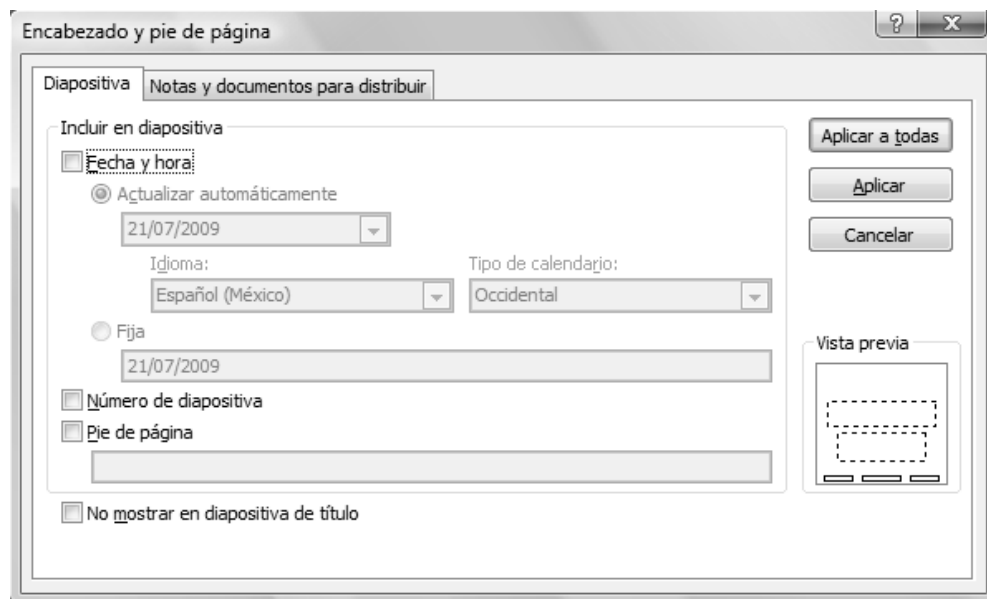 Encabezado y pie de página
Diapositiva
Notas y documentos para distribuir
Incluir en diapositiva
Fecha y hora
Actualizar automáticamente
21/07/2009
Idioma:
Tipo de calendario:
Español (México)
Occidental
Fija
21/07/2009
Número de diapositiva
Pie de página
No mostrar en diapositiva de título
Aplicar a todas
Aplicar
Cancelar
Vista previa